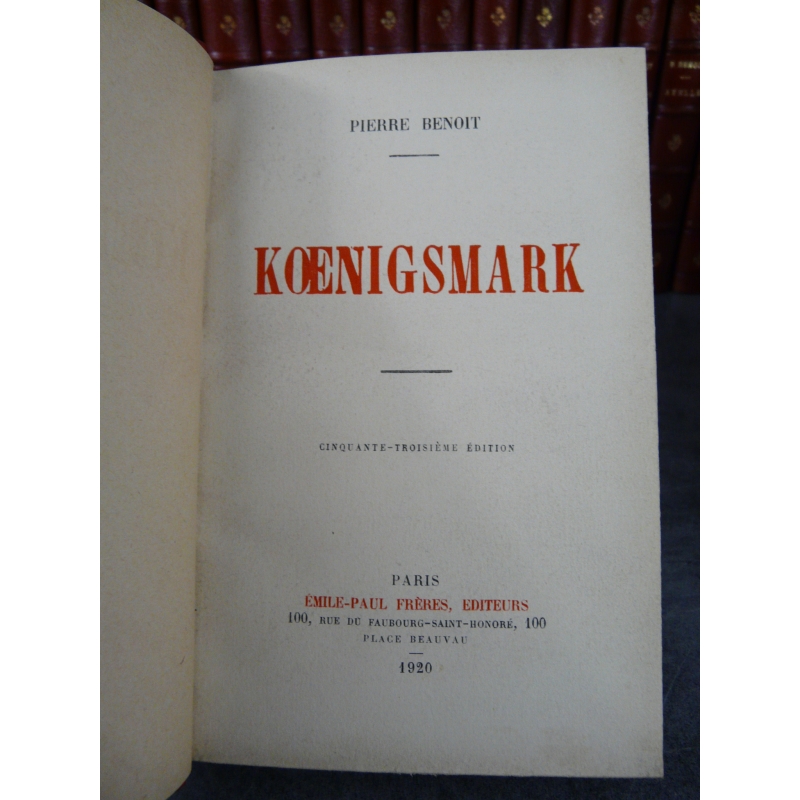 PIERRE BENOIT
KŒNIGSMARK
CINQUANTE-TROISIÈME ÉDITION
PARIS
ÉMILE-PAUL FRÈRES, EDITEURS
100, RUE DU FAUBOURG-SAINT-HONORÉ, 100
PLACE BEAUVAU
1920